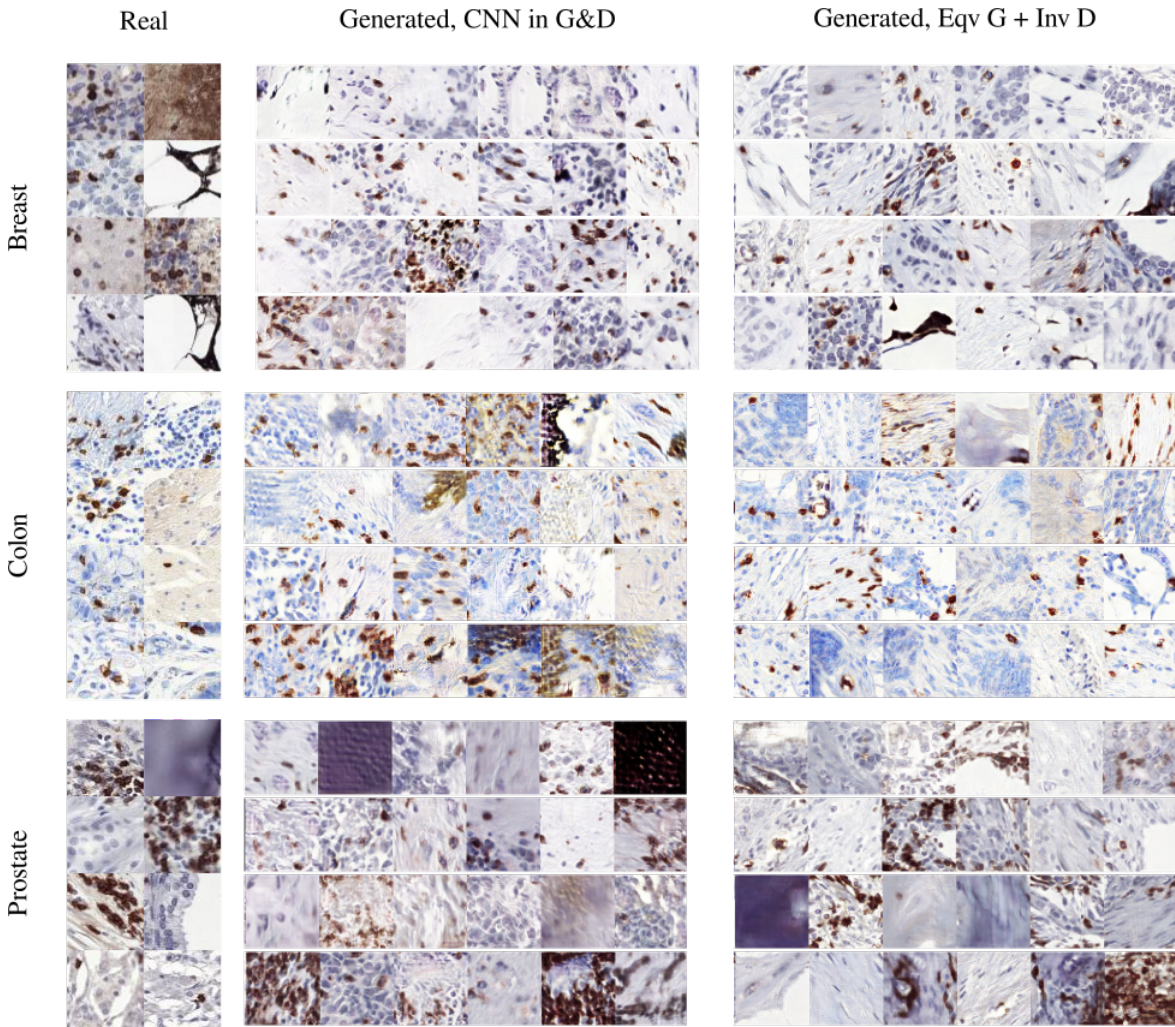 Real
Generated, CNN in G&D
Generated, Eqv G + Inv D
Breast
Colon
Prostate